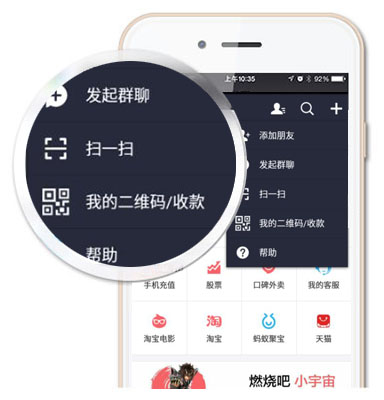 发起群聊
扫一扫
我的二维码/收款
帮助
上午10:35
92%
添加朋友
发起群聊
扫一扫
我的二维码/收款
帮助
手机充值
股票
口碑外卖
我的客服
淘宝电影
淘宝
蚂蚁聚宝
天猫
燃烧吧 小宇宙